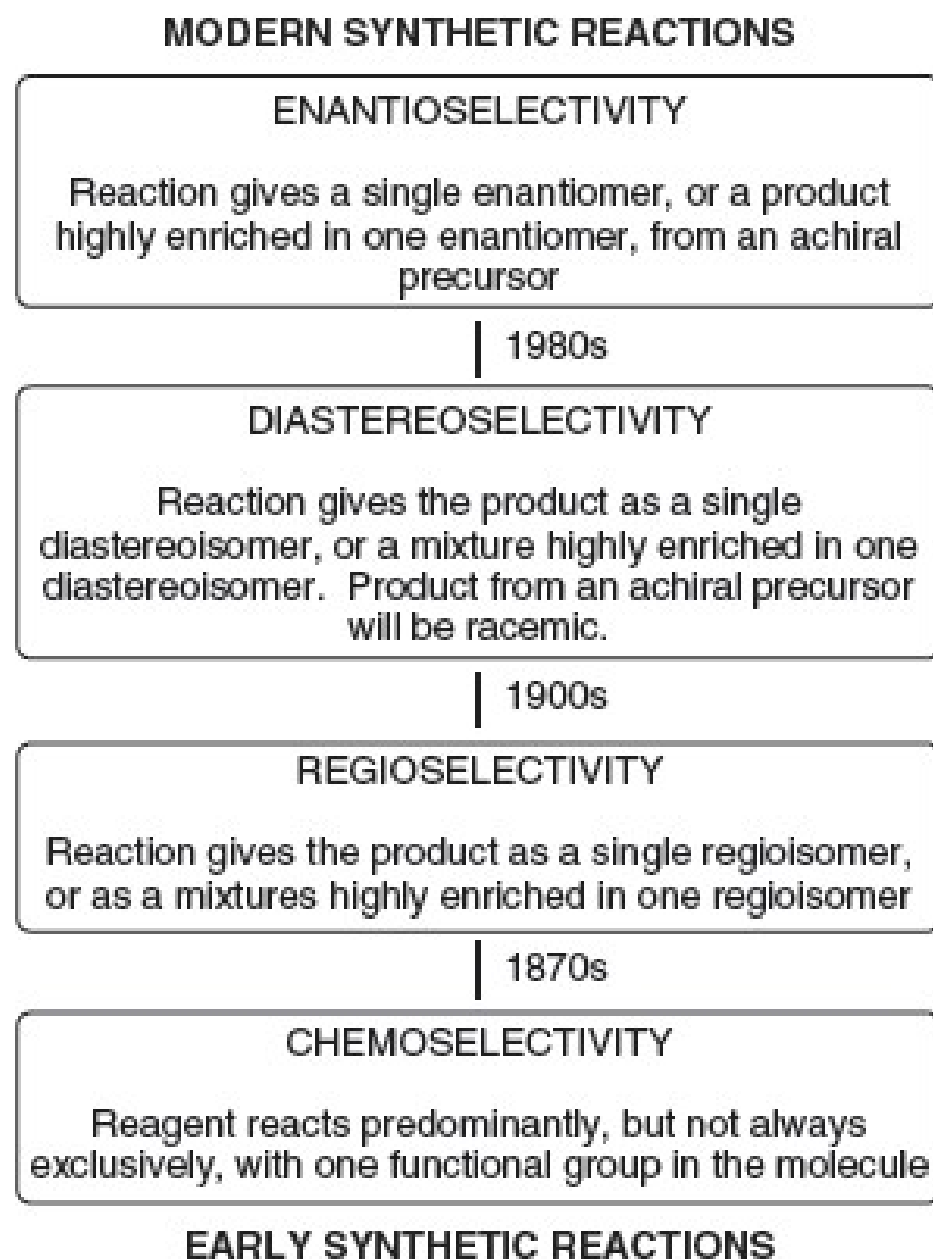 MODERN SYNTHETIC REACTIONS
ENANTIOSELECTIVITY
Reaction gives a single enantiomer, or a product
highly enriched in one enantiomer, from an achiral
precursor
1980s
DIASTEREOSELECTIVITY
Reaction gives the product as a single
diastereoisomer, or a mixture highly enriched in one
diastereoisomer. Product from an achiral precursor
will be racemic.
1900s
REGIOSELECTIVITY
Reaction gives the product as a single regioisomer,
or as a mixtures highly enriched in one regioisomer
1870s
CHEMOSELECTIVITY
Reagent reacts predominantly, but not always
exclusively, with one functional group in the molecule
EARLY SYNTHETIC REACTIONS